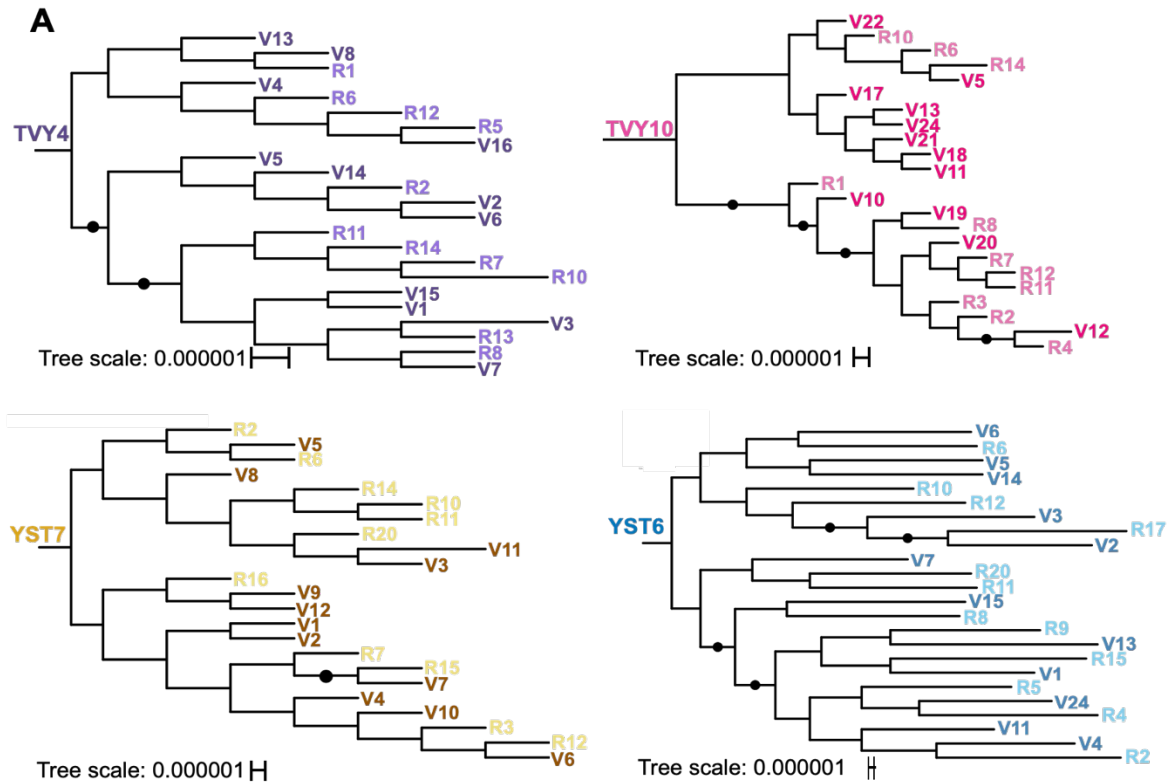 A
V13
V8
R1
V4
R6
R12
R5
V16
TVY4
V5
V14
R2
V2
V6
R11
R14
R7
R10
V15
V1
V3
R13
R8
V7
Tree scale: 0.000001
V22
R10
R6
R14
V5
V17
V13
V24
V21
V18
V11
TVY10
R1
V10
V19
R8
V20
R7
R12
R11
R3
R2
V12
R4
Tree scale: 0.000001
R2
V5
R6
V8
R14
R10
R11
R20
V11
V3
YST7
R16
V9
V12
V1
V2
R7
R15
V7
V4
V10
R3
R12
V6
Tree scale: 0.000001
V6
R6
V5
V14
R10
R12
V3
R17
V2
YST6
V7
R20
R11
V15
R8
R9
V13
R15
V1
R5
V24
R4
V11
V4
R2
Tree scale: 0.000001